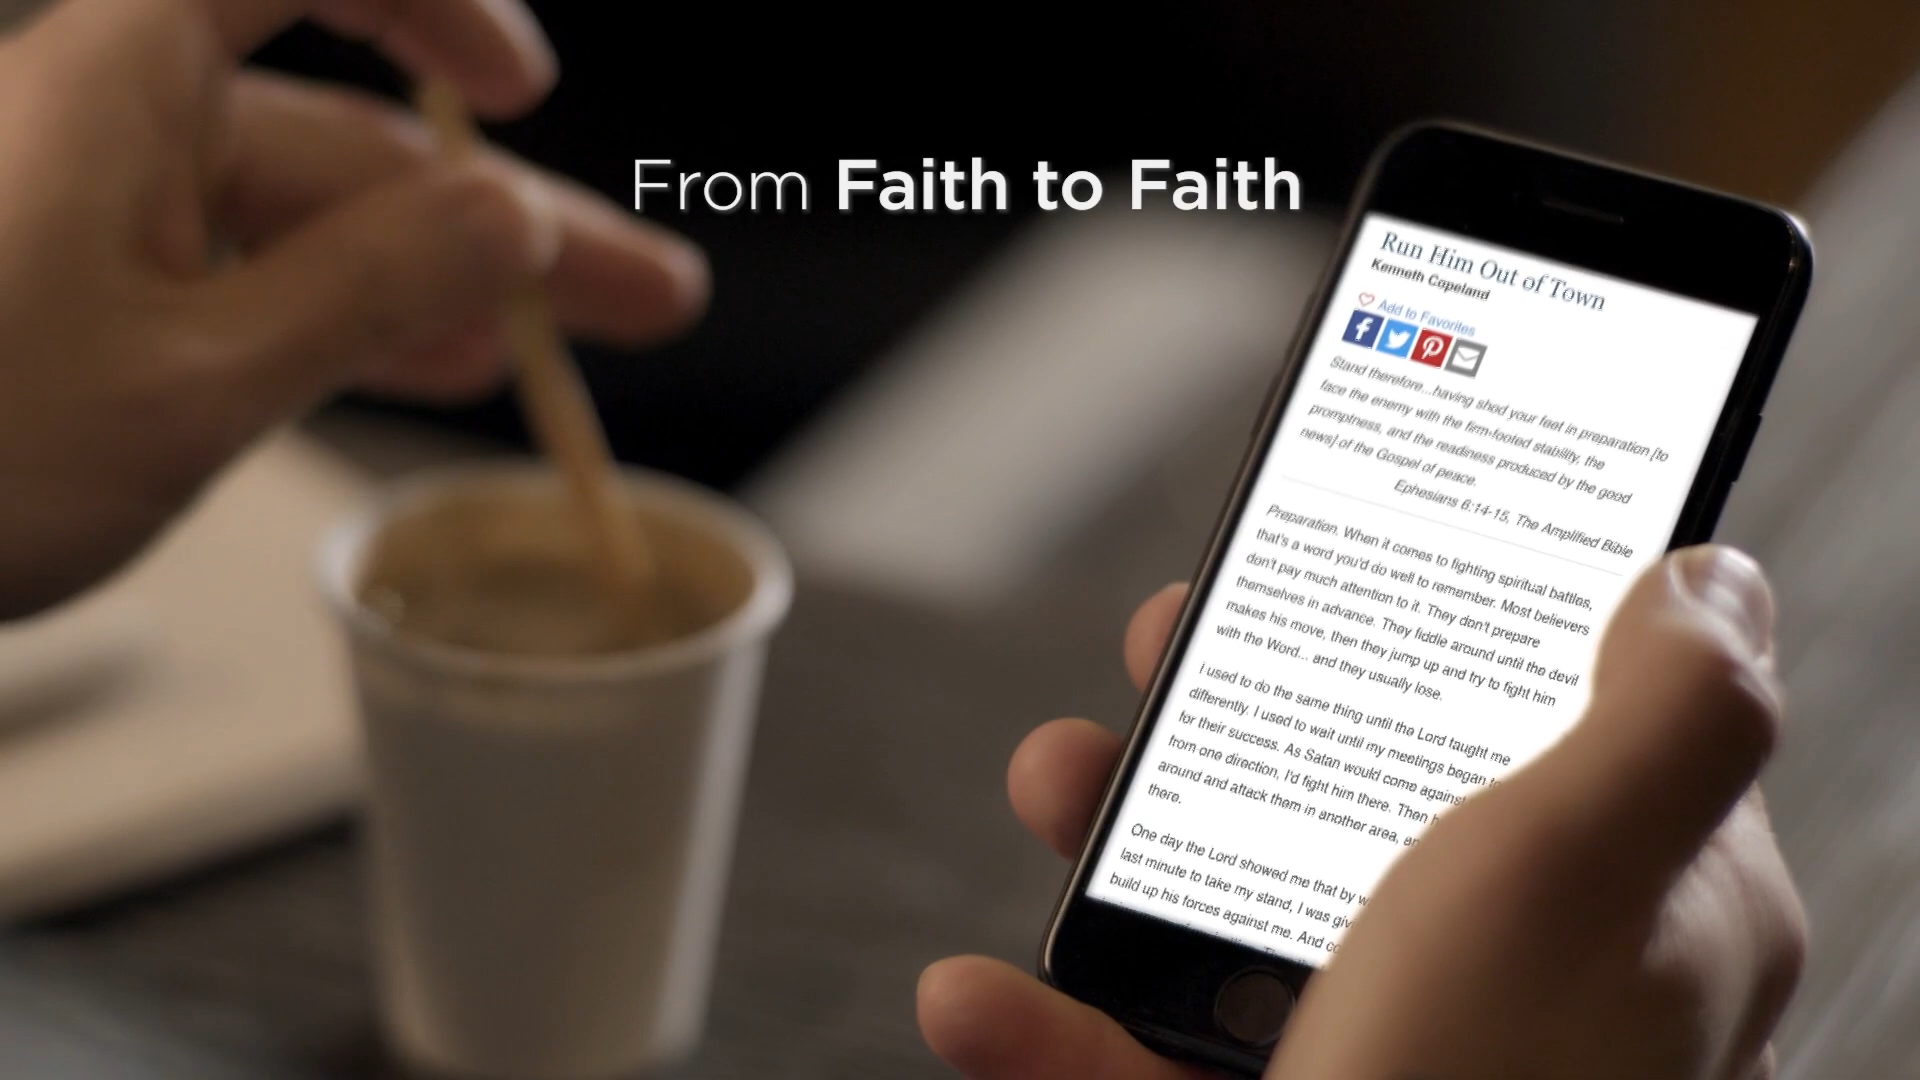 From Faith to Faith
Run Him Out of Town
Kenneth Copeland
Add to Favorites
Stand therefore...having shod your feet in preparation [to
face the enemy with the firm-footed stability, the
promptness, and the readiness produced by the good
news] of the Gospel of peace.
Ephesians 6:14-15, The Amplified Bible
Preparation. When it comes to fighting spiritual battles,
that's a word you'd do well to remember. Most believers
don't pay much attention to it. They don't prepare
themselves in advance. They fiddle around until the devil
makes his move, then they jump up and try to fight him
with the Word... and they usually lose.
I used to do the same thing until the Lord taught me
differently. I used to wait until my meetings began
for their success. As Satan would come against
from one direction, I'd fight him there. Then
around and attack them in another area,
there.
One day the Lord showed me that by
last minute to take my stand, I was
build up his forces against me. And